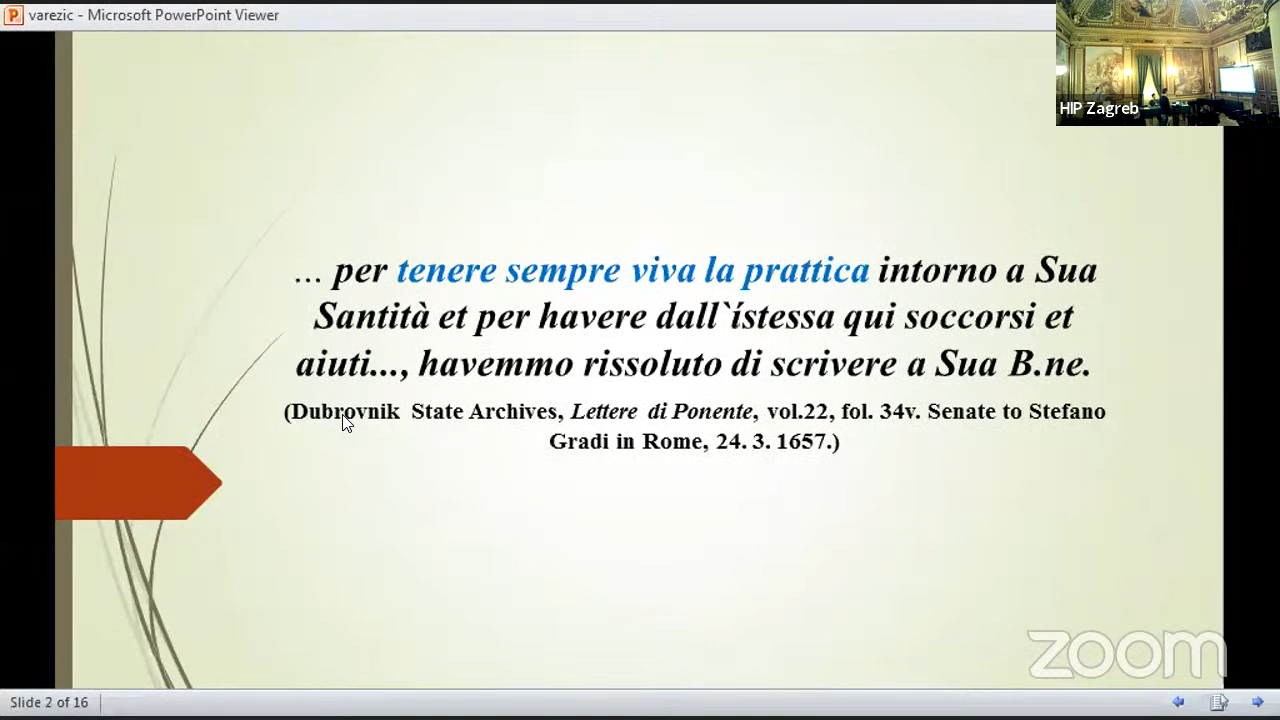 varezic - Microsoft PowerPoint Viewer
HIP Zagreb
... per tenere sempre viva la prattica intorno a Sua
Santità et per havere dall`ístessa qui soccorsi et
aiuti..., havemmo rissoluto di scrivere a Sua B.ne.
(Dubrovnik State Archives, Lettere di Ponente, vol.22, fol. 34v. Senate to Stefano
Gradi in Rome, 24. 3. 1657.)
zoom
Slide 2 of 16